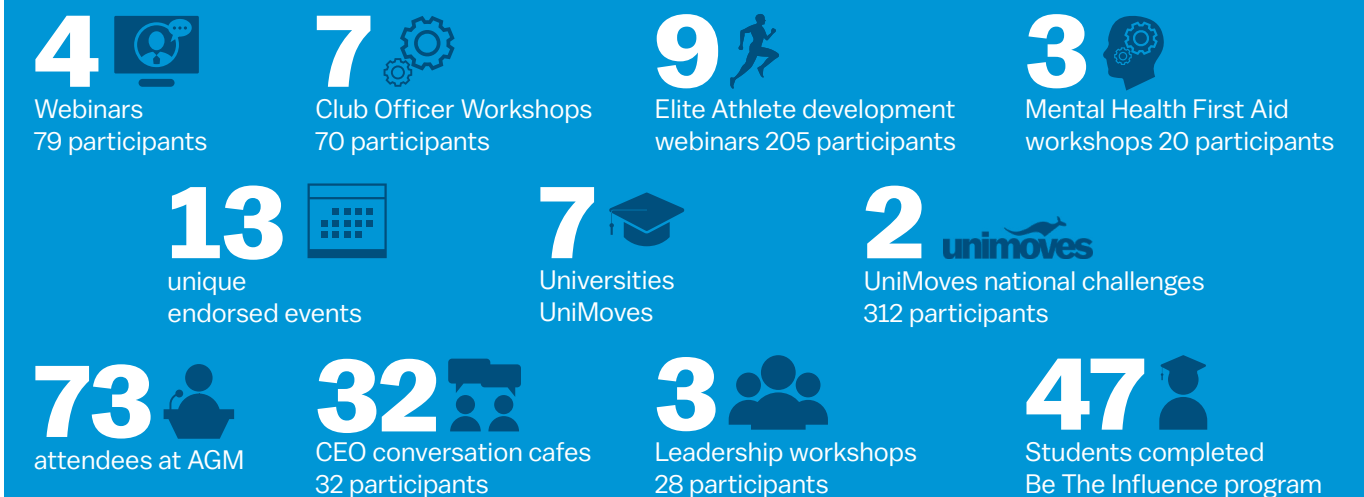 4
Webinars
79 participants
7
Club Officer Workshops
70 participants
9
Elite Athlete development
webinars 205 participants
3
Mental Health First Aid
workshops 20 participants
13
unique
endorsed events
7
Universities
UniMoves
2
unimoves
UniMoves national challenges
312 participants
73
attendees at AGM
32
CEO conversation cafes
32 participants
3
Leadership workshops
28 participants
47
Students completed
Be The Influence program